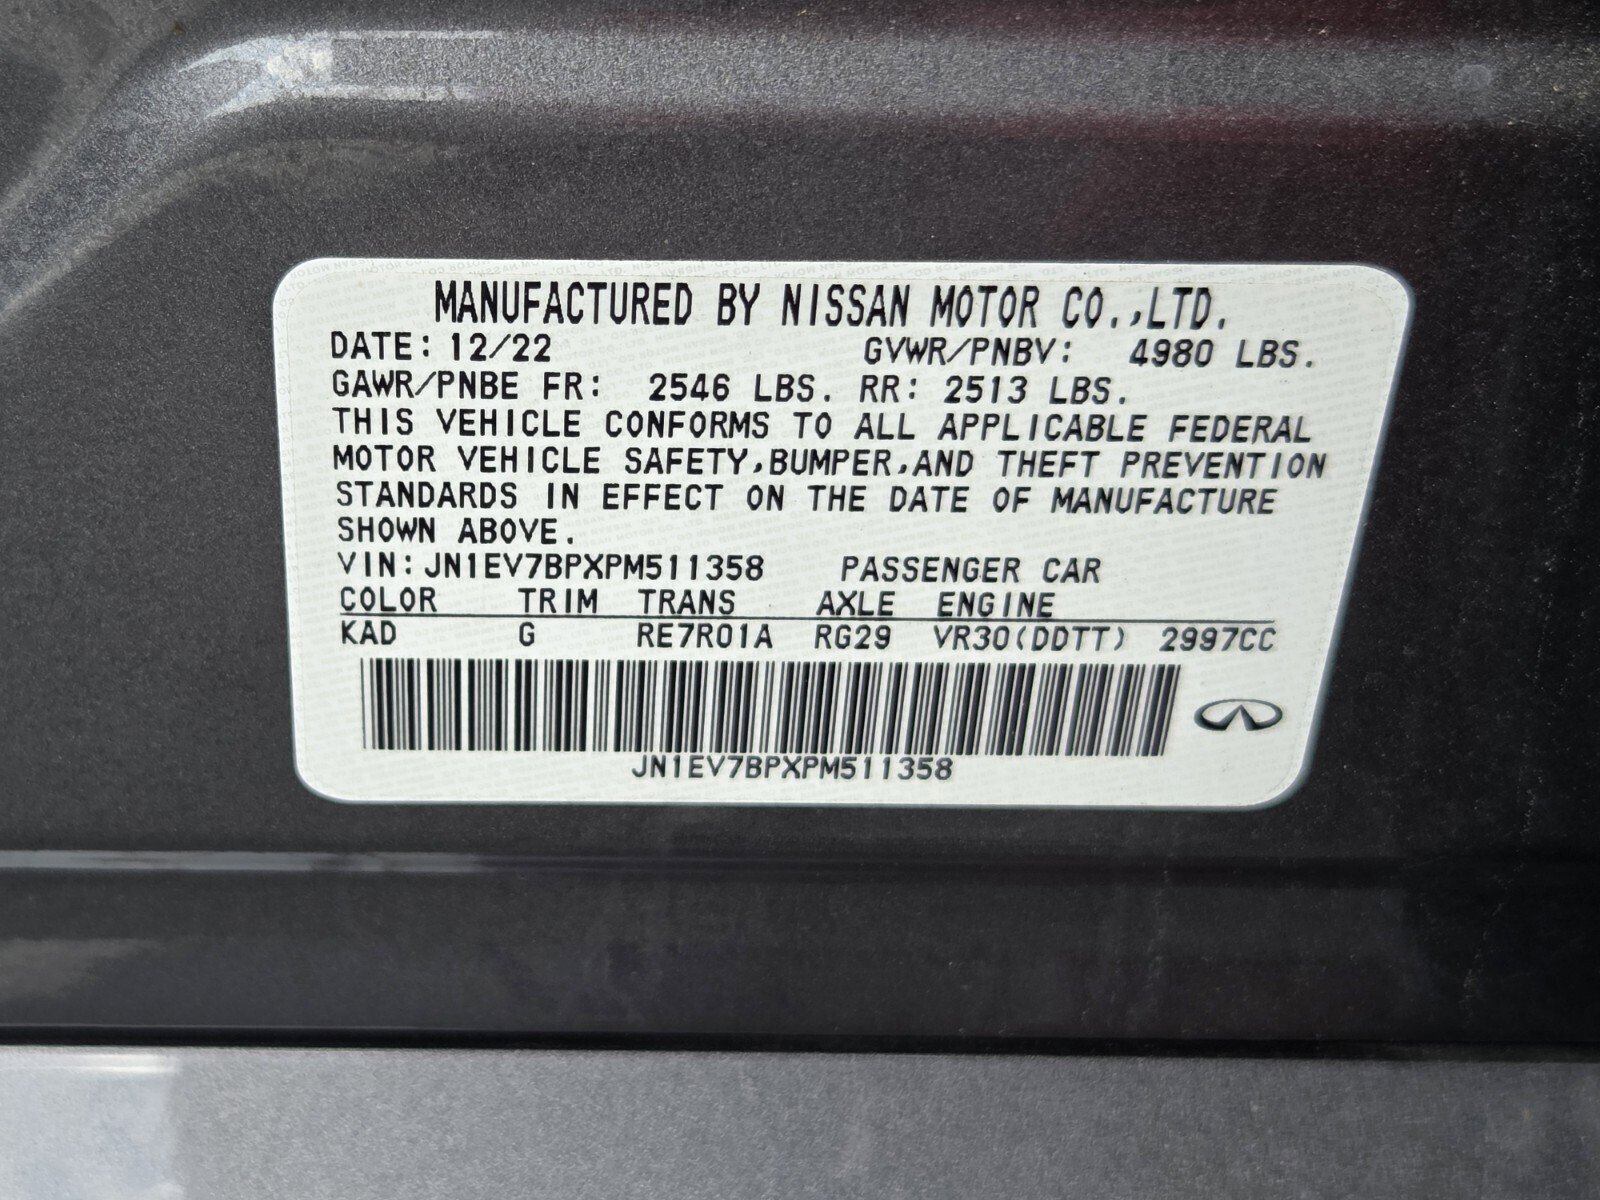 MANUFACTURED BY NISSAN MOTOR CO.,LTD.
DATE: 12/22 GVWR/PNBV: 4980 LBS.
GAWR/PNBE FR: 2546 LBS. RR: 2513 LBS.
THIS VEHICLE CONFORMS TO ALL APPLICABLE FEDERAL
MOTOR VEHICLE SAFETY,BUMPER,AND THEFT PREVENTION
STANDARDS IN EFFECT ON THE DATE OF MANUFACTURE
SHOWN ABOVE.
VIN: JN1EV7BPXPM511358 PASSENGER CAR
COLOR TRIM TRANS AXLE ENGINE
KAD G RE7R01A RG29 VR30(DDTT) 2997CC
JN1EV7BPXPM511358